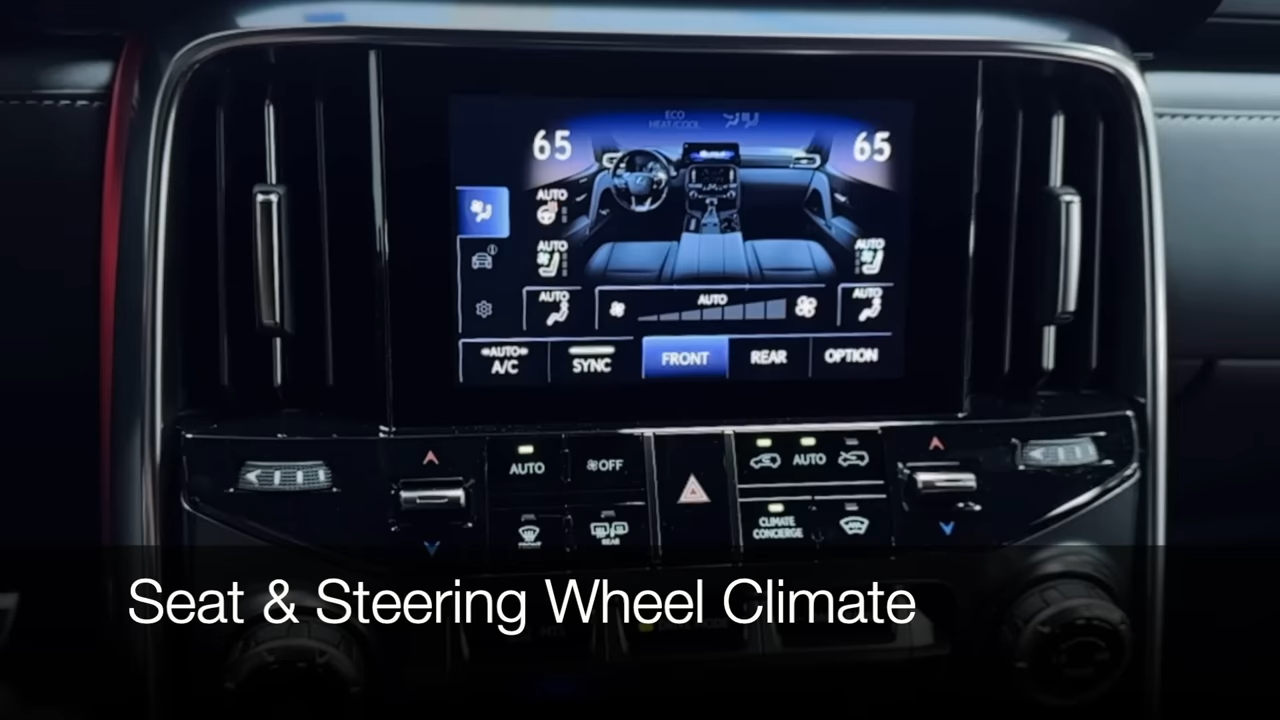 ECO
HEAT/COOL
65
65
AUTO
AUTO
AUTO
AUTO
AUTO
AUTO
•AUTO•
A/C
SYNC
FRONT
REAR
OPTION
AUTO
OFF
AUTO
FRONT
REAR
CLIMATE
CONCIERGE
Seat & Steering Wheel Climate